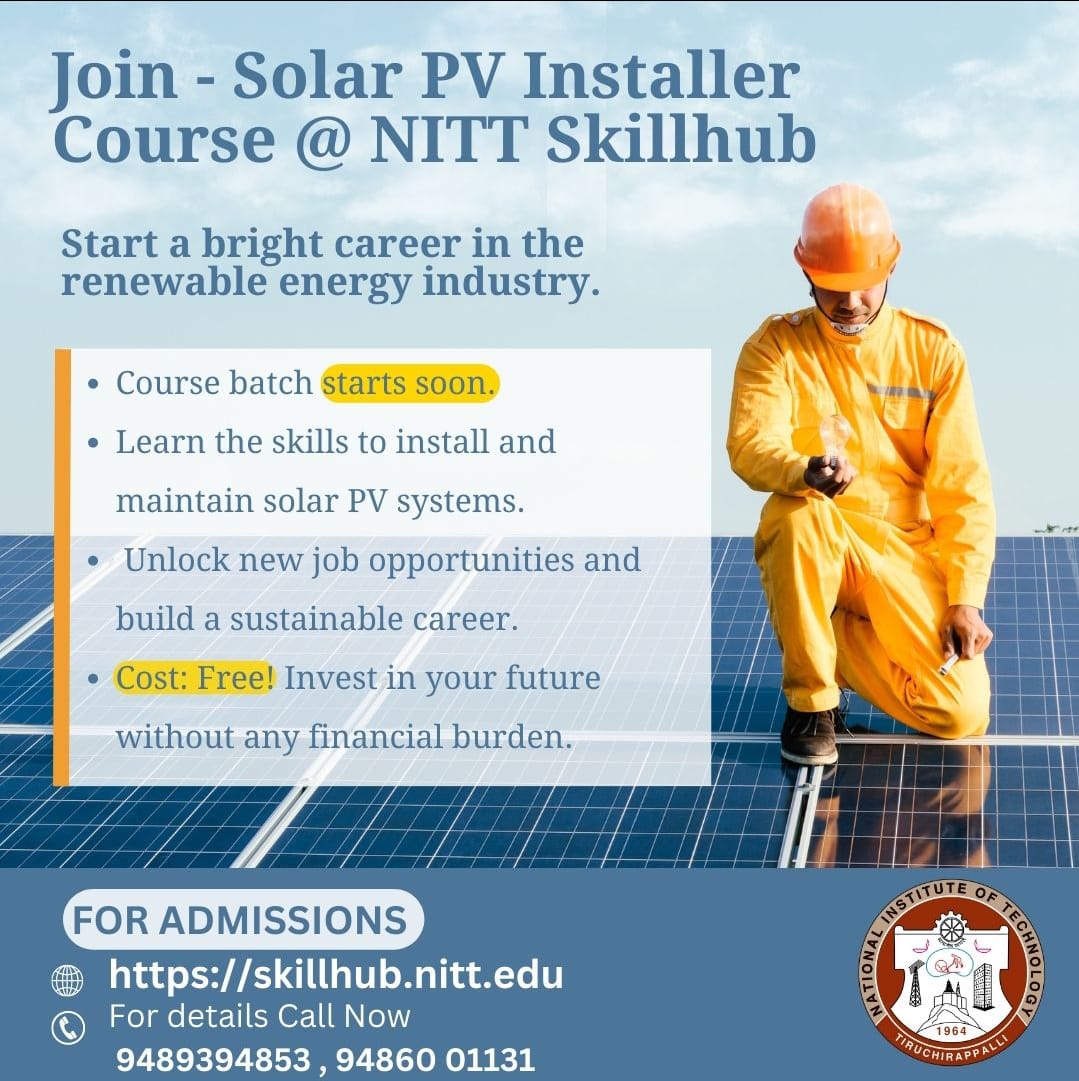 Join - Solar PV Installer
Course @ NITT Skillhub
Start a bright career in the
renewable energy industry.
• Course batch starts soon.
• Learn the skills to install and
maintain solar PV systems.
• Unlock new job opportunities and
build a sustainable career.
• Cost: Free! Invest in your future
without any financial burden.
FOR ADMISSIONS
https://skillhub.nitt.edu
For details Call Now
9489394853 , 94860 01131
NATIONAL INSTITUTE OF TECHNOLOGY
1964
TIRUCHIRAPPALLI